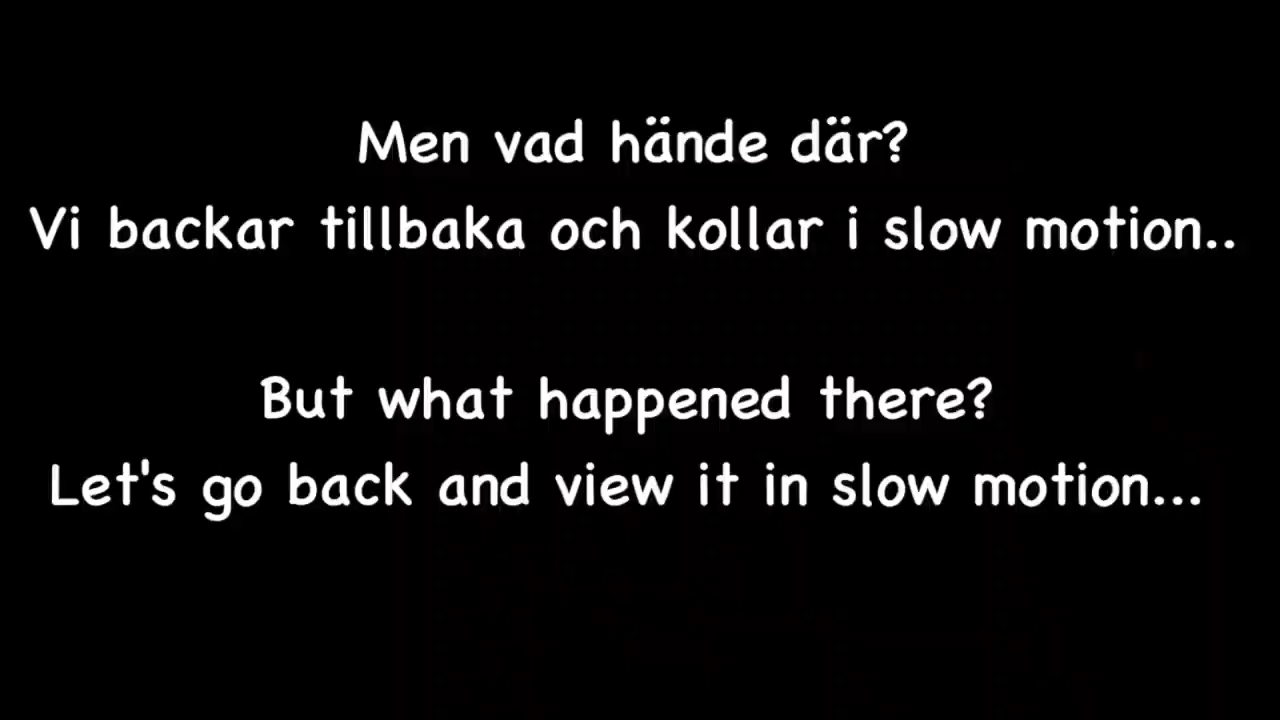 Men vad hände där?
Vi backar tillbaka och kollar i slow motion..
But what happened there?
Let's go back and view it in slow motion...